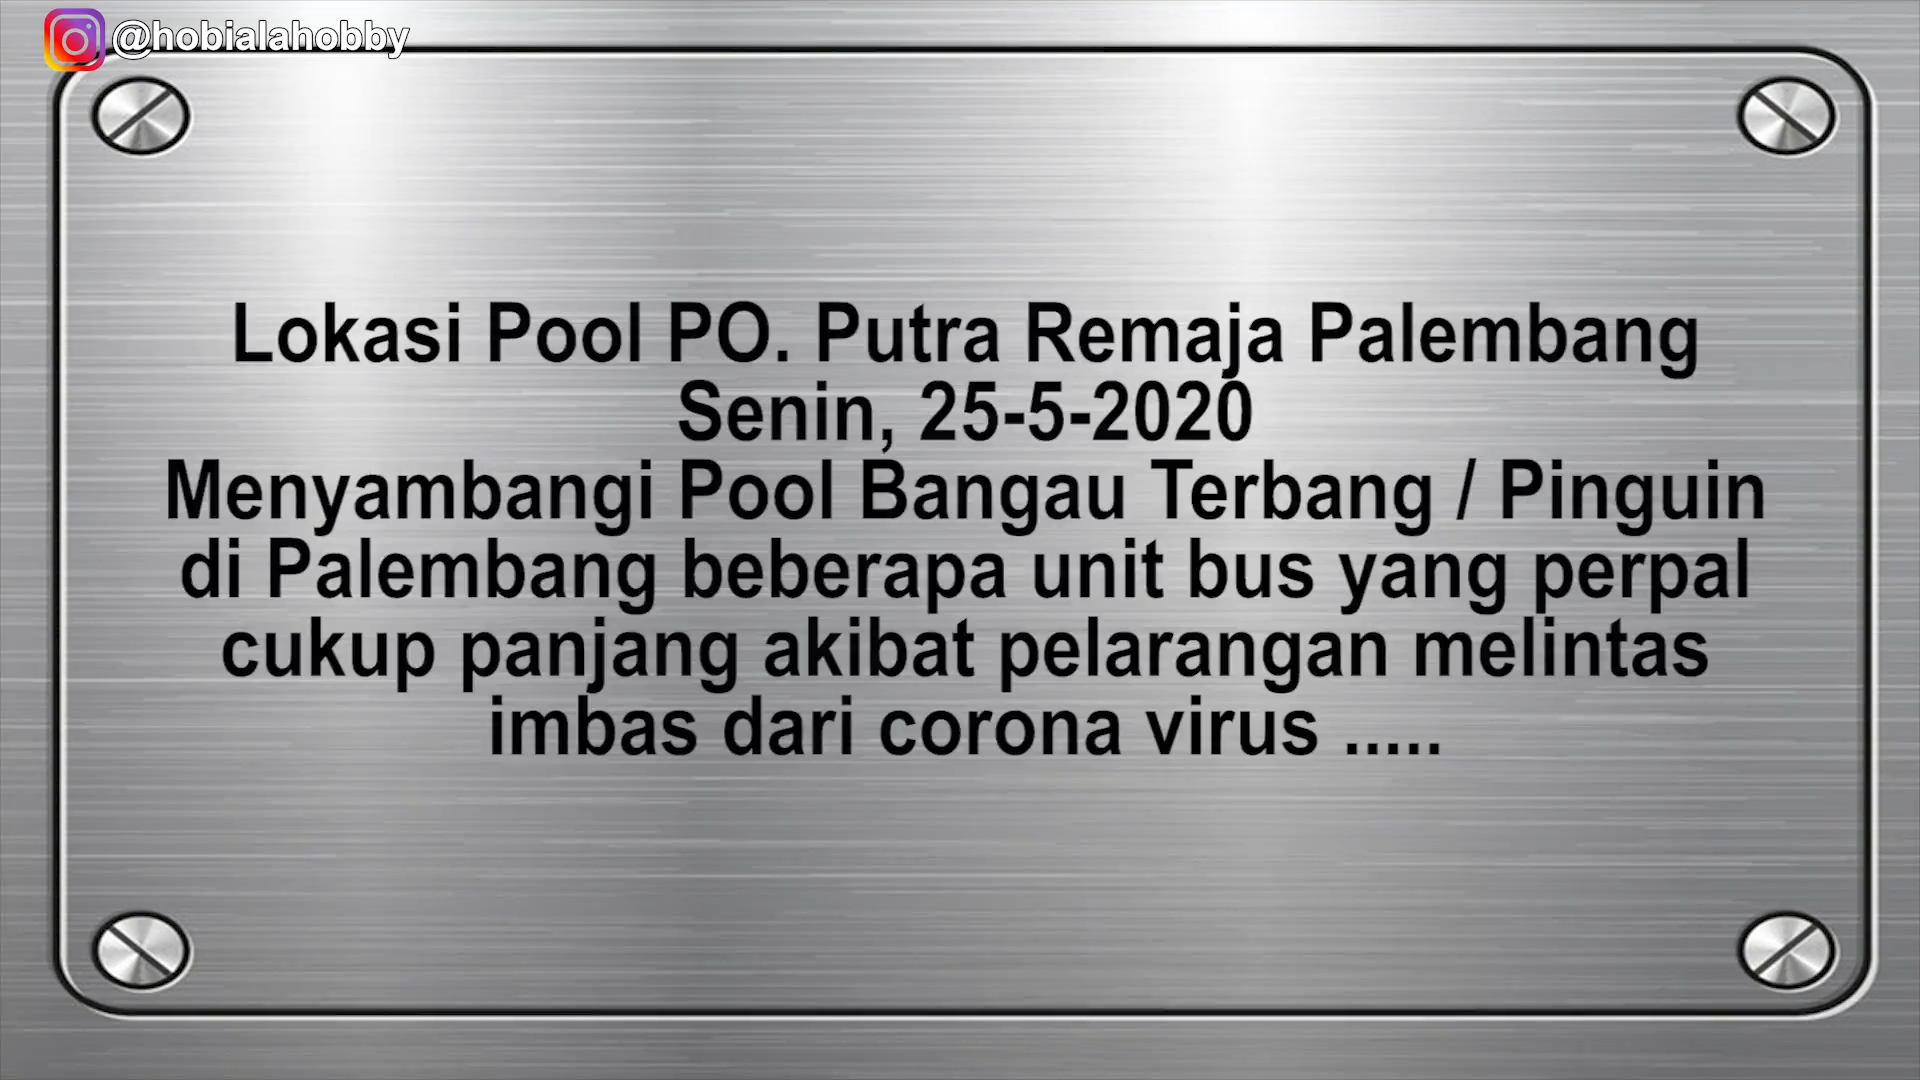 @hobialahobby
Lokasi Pool PO. Putra Remaja Palembang
Senin, 25-5-2020
Menyambangi Pool Bangau Terbang / Pinguin
di Palembang beberapa unit bus yang perpal
cukup panjang akibat pelarangan melintas
imbas dari corona virus .....